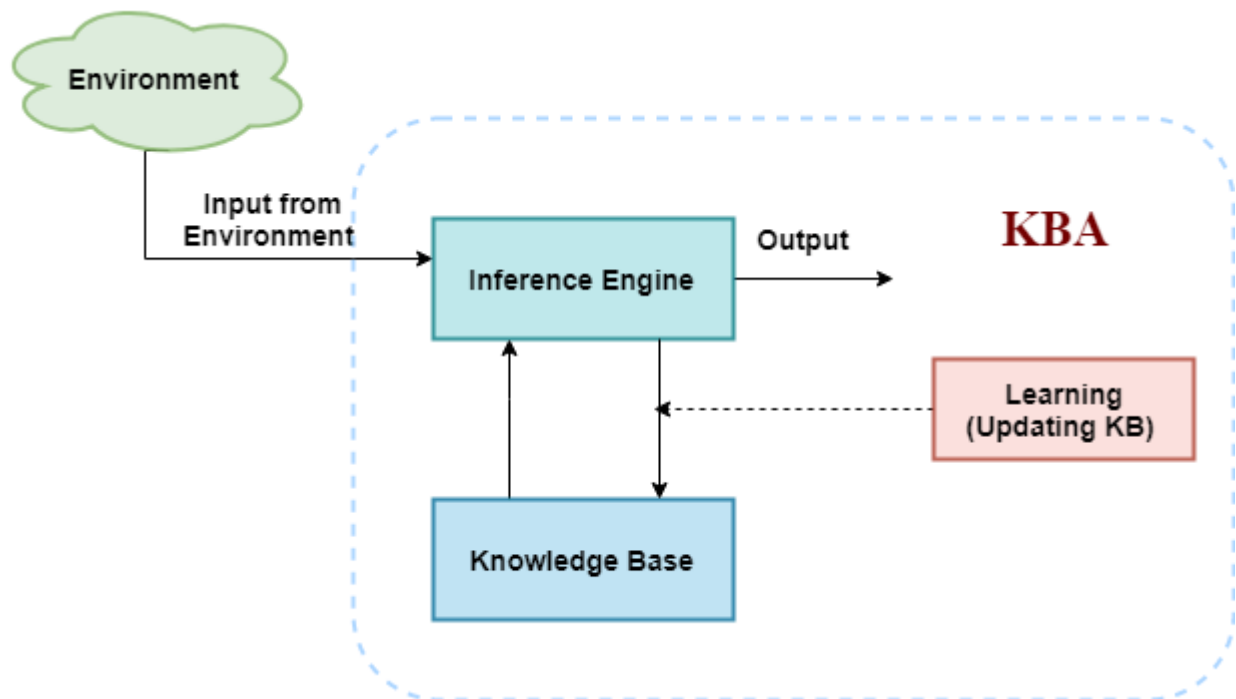 Environment
Input from
Environment
Inference Engine
Output
KBA
Learning
(Updating KB)
Knowledge Base